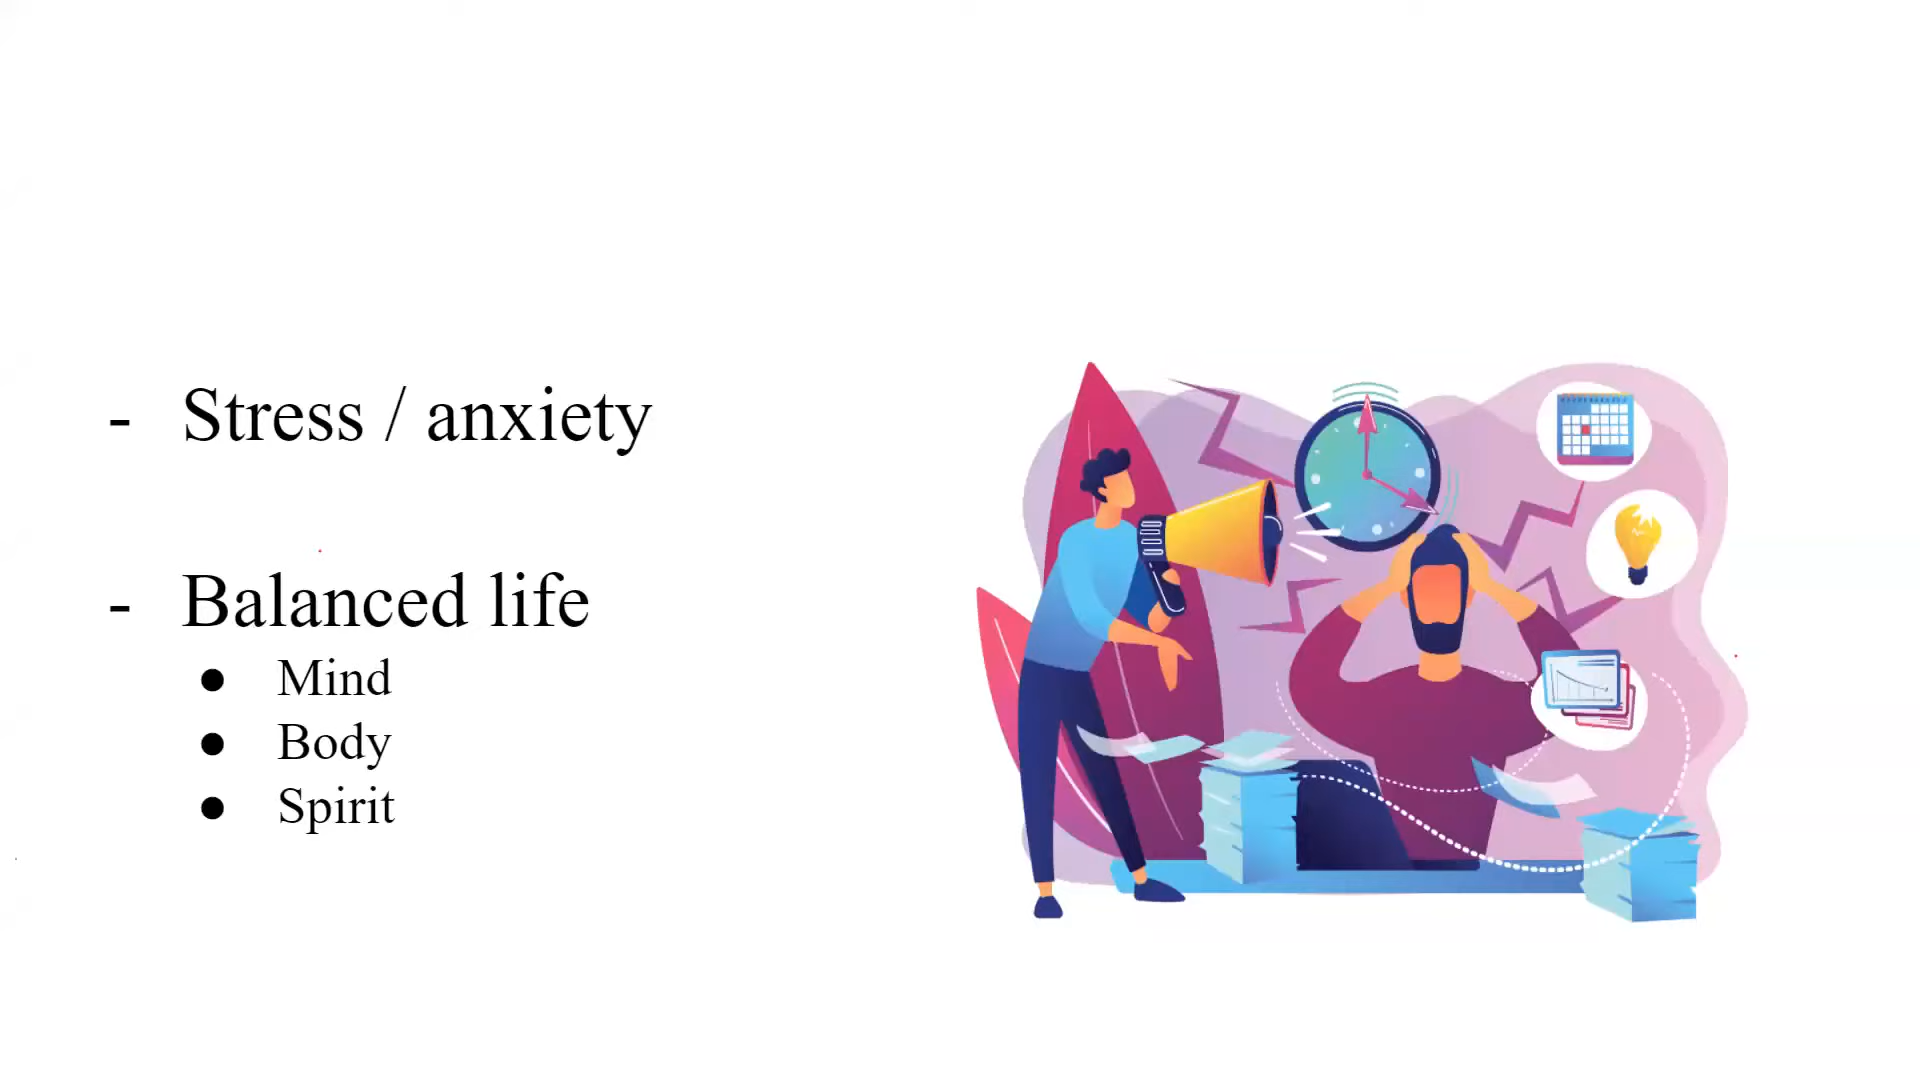 - Stress / anxiety
- Balanced life
● Mind
● Body
● Spirit